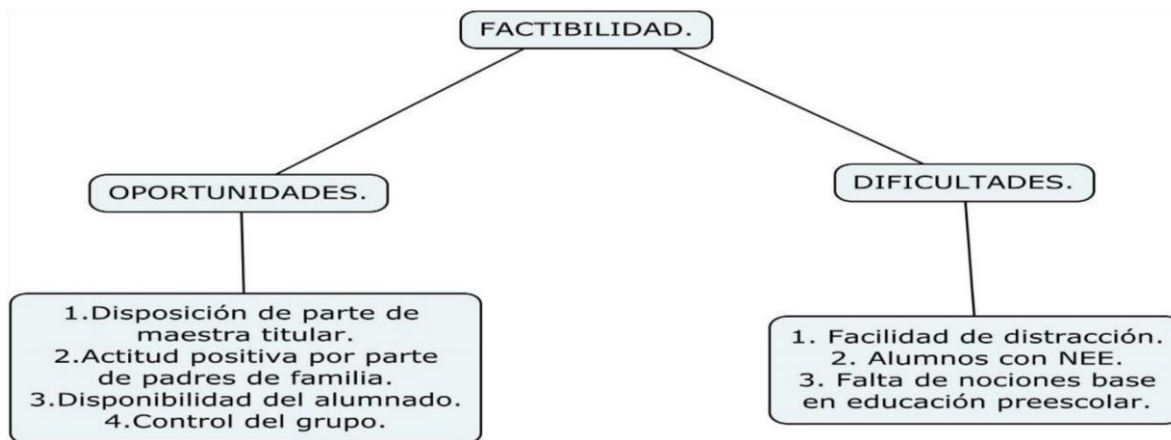 FACTIBILIDAD.
OPORTUNIDADES.
DIFICULTADES.
1.Disposición de parte de
maestra titular.
2.Actitud positiva por parte
de padres de familia.
3.Disponibilidad del alumnado.
4.Control del grupo.
1. Facilidad de distracción.
2. Alumnos con NEE.
3. Falta de nociones base
en educación preescolar.